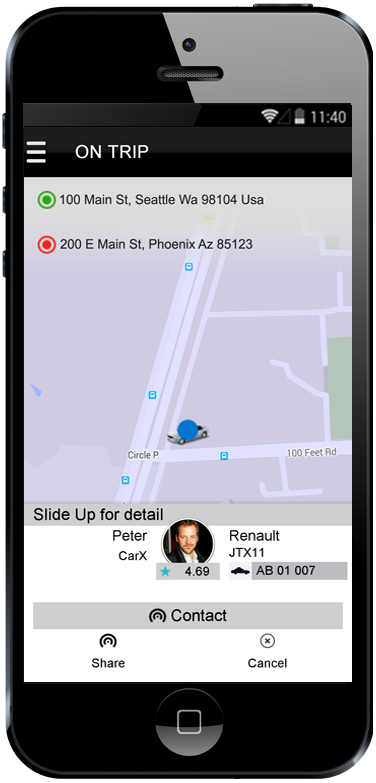 11:40
ON TRIP
100 Main St, Seattle Wa 98104 Usa
200 E Main St, Phoenix Az 85123
Circle P
100 Feet Rd
Slide Up for detail
Peter
Renault
CarX
JTX11
4.69
AB 01 007
Contact
Share
Cancel